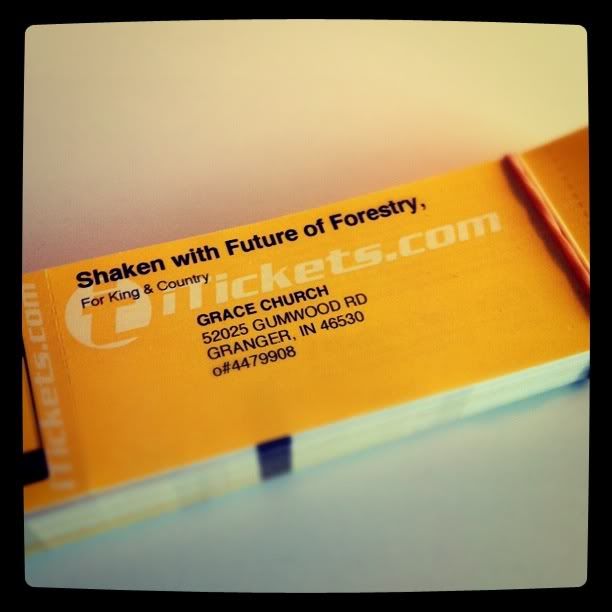 Shaken with Future of Forestry,
For King & Country
iTickets.com
GRACE CHURCH
52025 GUMWOOD RD
GRANGER, IN 46530
o#4479908
iTickets.com